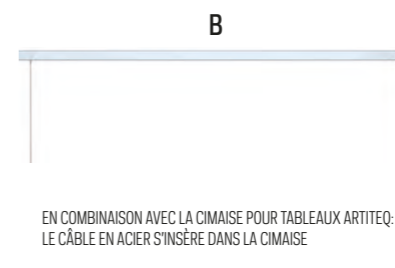 B
EN COMBINAISON AVEC LA CIMAISE POUR TABLEAUX ARTITEQ:
LE CÂBLE EN ACIER S'INSÈRE DANS LA CIMAISE